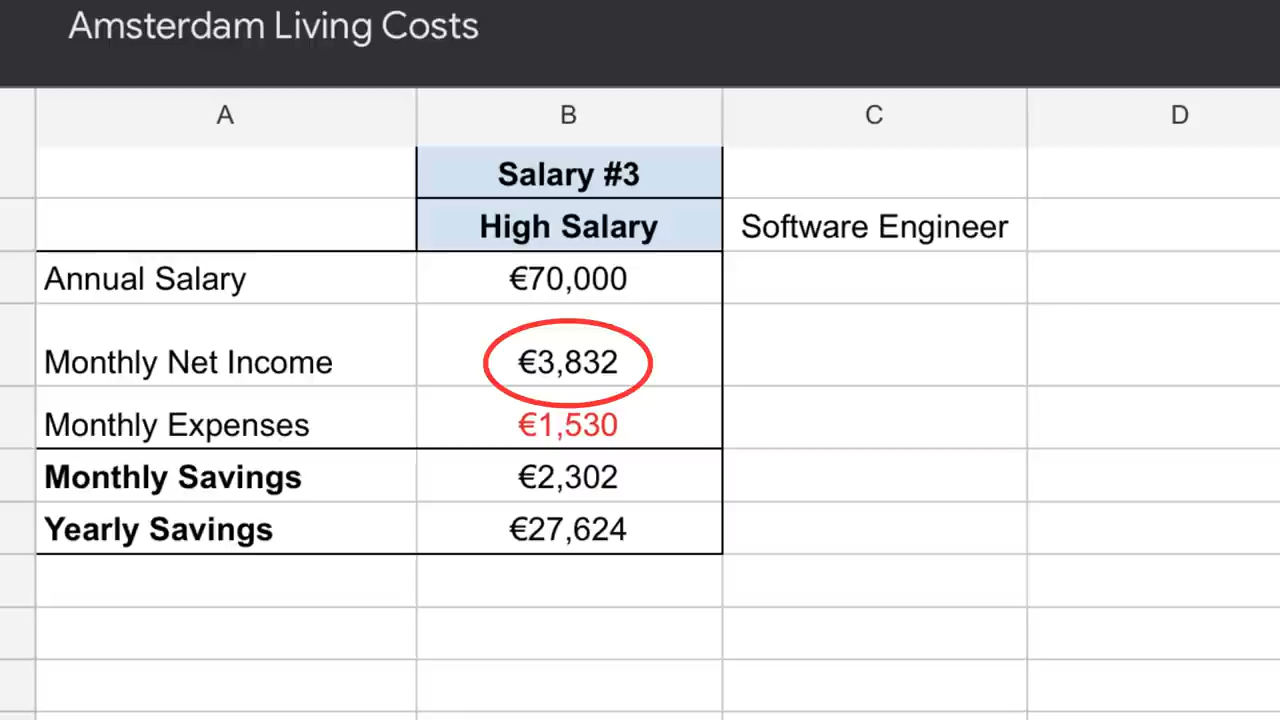 Amsterdam Living Costs
A B C D
Salary #3
High Salary Software Engineer
Annual Salary €70,000
Monthly Net Income €3,832
Monthly Expenses €1,530
Monthly Savings €2,302
Yearly Savings €27,624